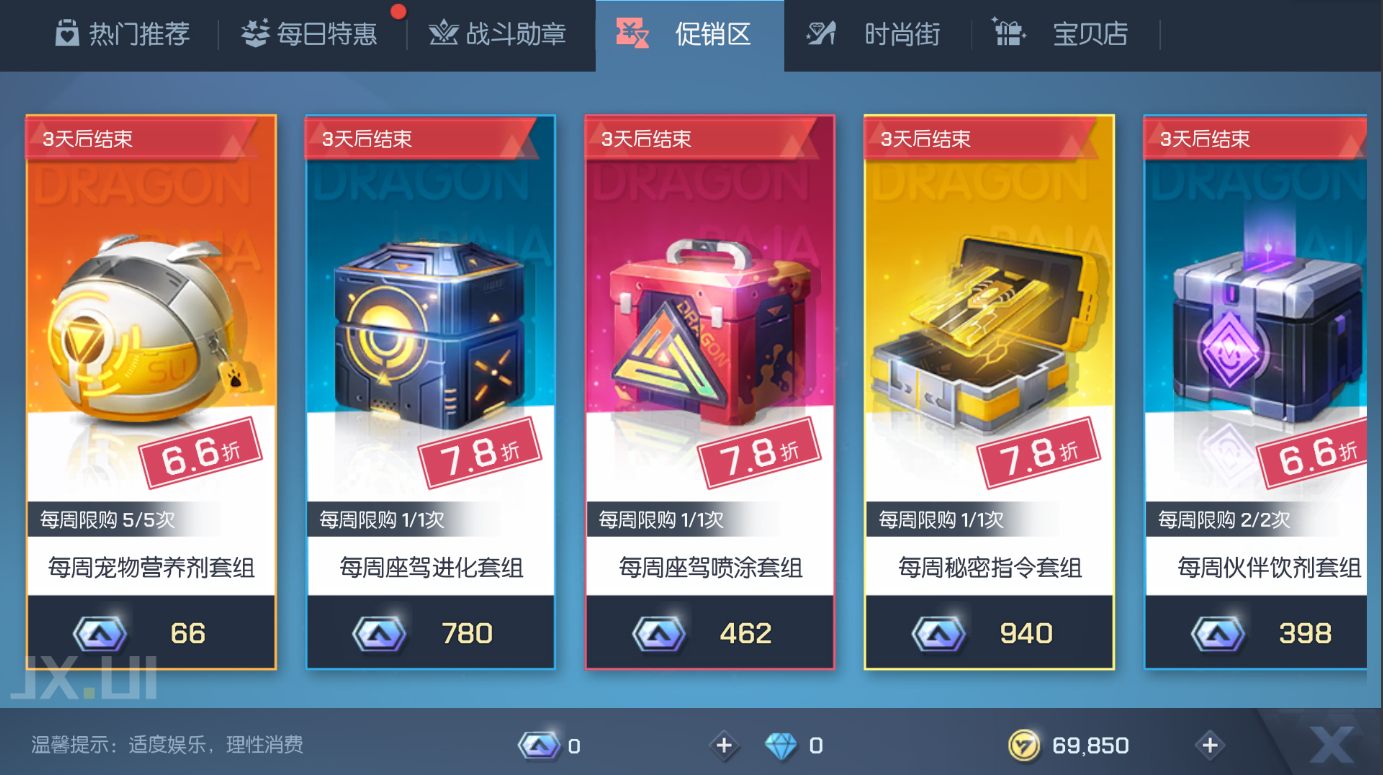 热门推荐
每日特惠
战斗勋章
促销区
时尚街
宝贝店
3天后结束
3天后结束
3天后结束
3天后结束
3天后结束
DRAGON
DRAGON
DRAGON
DRAGON
DRAGON
SU
DRAGON
6.6折
7.8折
7.8折
7.8折
6.6折
每周限购 5/5次
每周限购 1/1次
每周限购 1/1次
每周限购 1/1次
每周限购 2/2次
每周宠物营养剂套组
每周座驾进化套组
每周座驾喷涂套组
每周秘密指令套组
每周伙伴饮剂套组
66
780
462
940
398
JX.UI
温馨提示：适度娱乐，理性消费
0
0
69,850